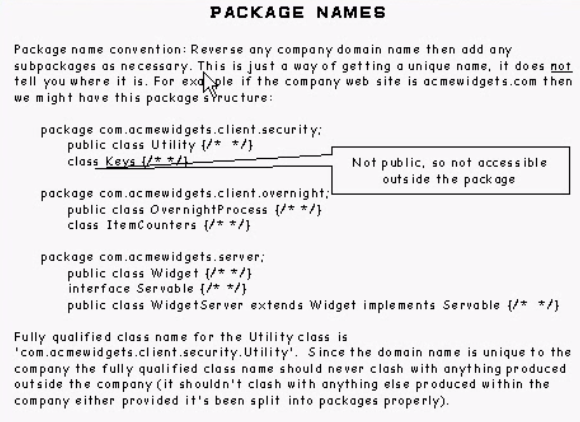 PACKAGE NAMES
Package name convention: Reverse any company domain name then add any
subpackages as necessary. This is just a way of getting a unique name, it does not
tell you where it is. For example if the company web site is acmewidgets.com then
we might have this package structure:
package com.acmewidgets.client.security;
public class Utility {/* */}
class Keys {/* */}
Not public, so not accessible
outside the package
package com.acmewidgets.client.overnight;
public class OvernightProcess {/* */}
class ItemCounters {/* */}
package com.acmewidgets.server;
public class Widget {/* */}
interface Servable {/* */}
public class WidgetServer extends Widget implements Servable {/* */}
Fully qualified class name for the Utility class is
'com.acmewidgets.client.security.Utility'. Since the domain name is unique to the
company the fully qualified class name should never clash with anything produced
outside the company (it shouldn't clash with anything else produced within the
company either provided it's been split into packages properly).